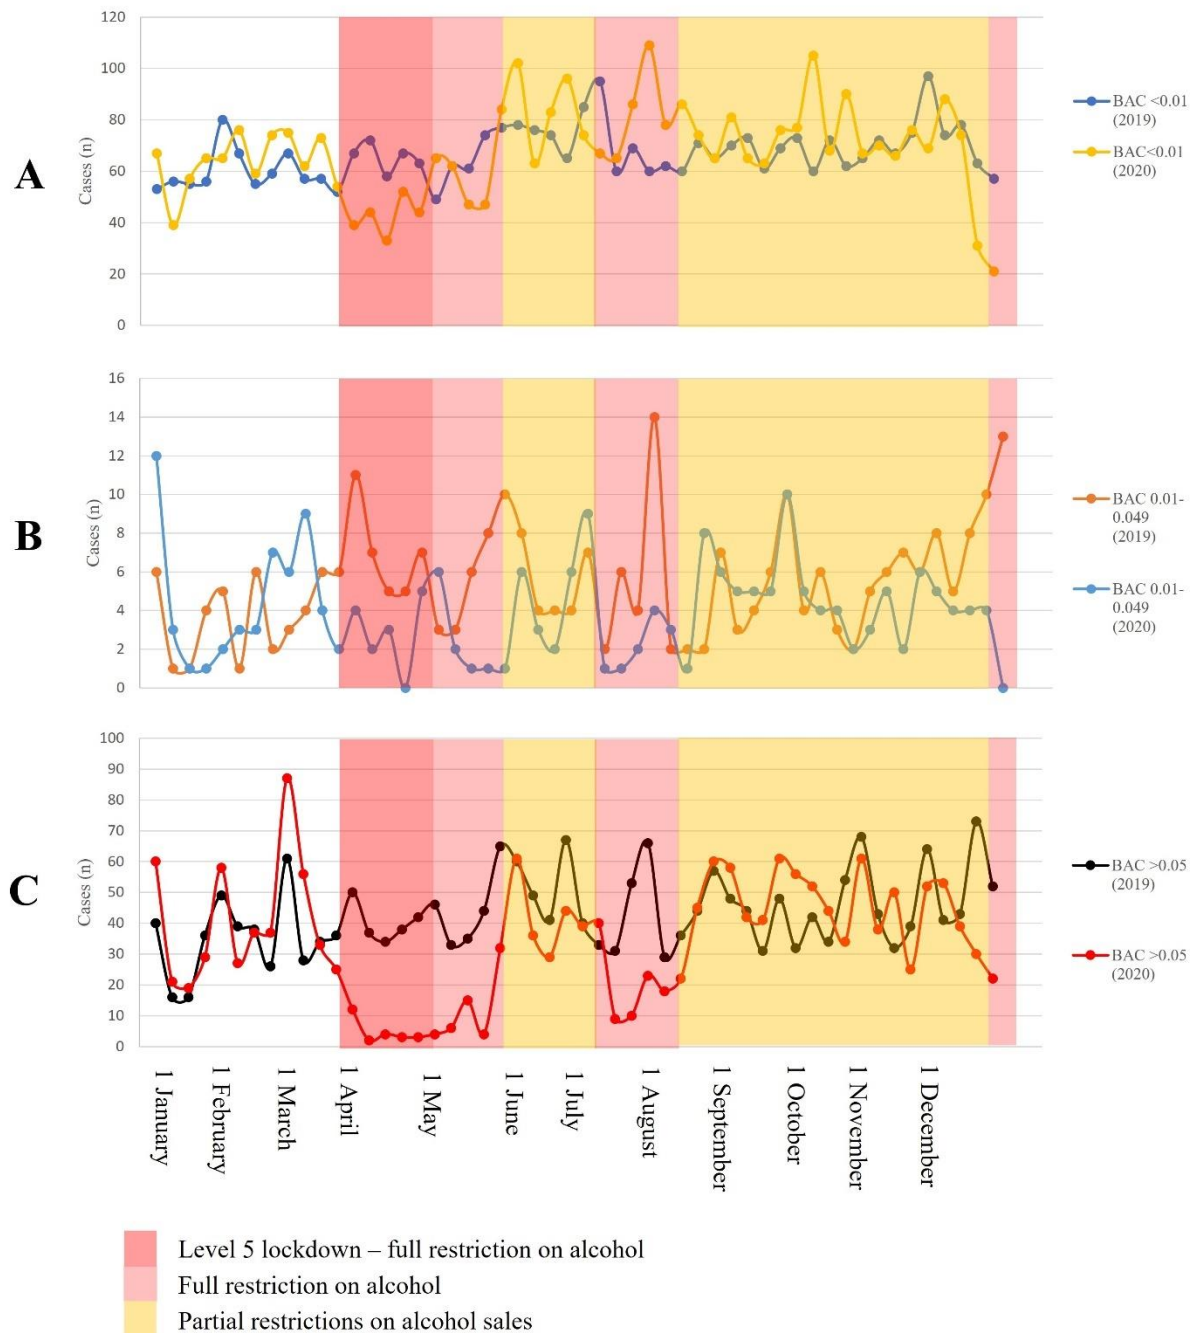 A
Cases (n)
120
100
80
60
40
20
0
BAC <0.01
(2019)
BAC<0.01
(2020)
B
Cases (n)
16
14
12
10
8
6
4
2
0
BAC 0.01-
0.049
(2019)
BAC 0.01-
0.049
(2020)
C
Cases (n)
100
90
80
70
60
50
40
30
20
10
0
BAC >0.05
(2019)
BAC >0.05
(2020)
1 January
1 February
1 March
1 April
1 May
1 June
1 July
1 August
1 September
1 October
1 November
1 December
Level 5 lockdown – full restriction on alcohol
Full restriction on alcohol
Partial restrictions on alcohol sales